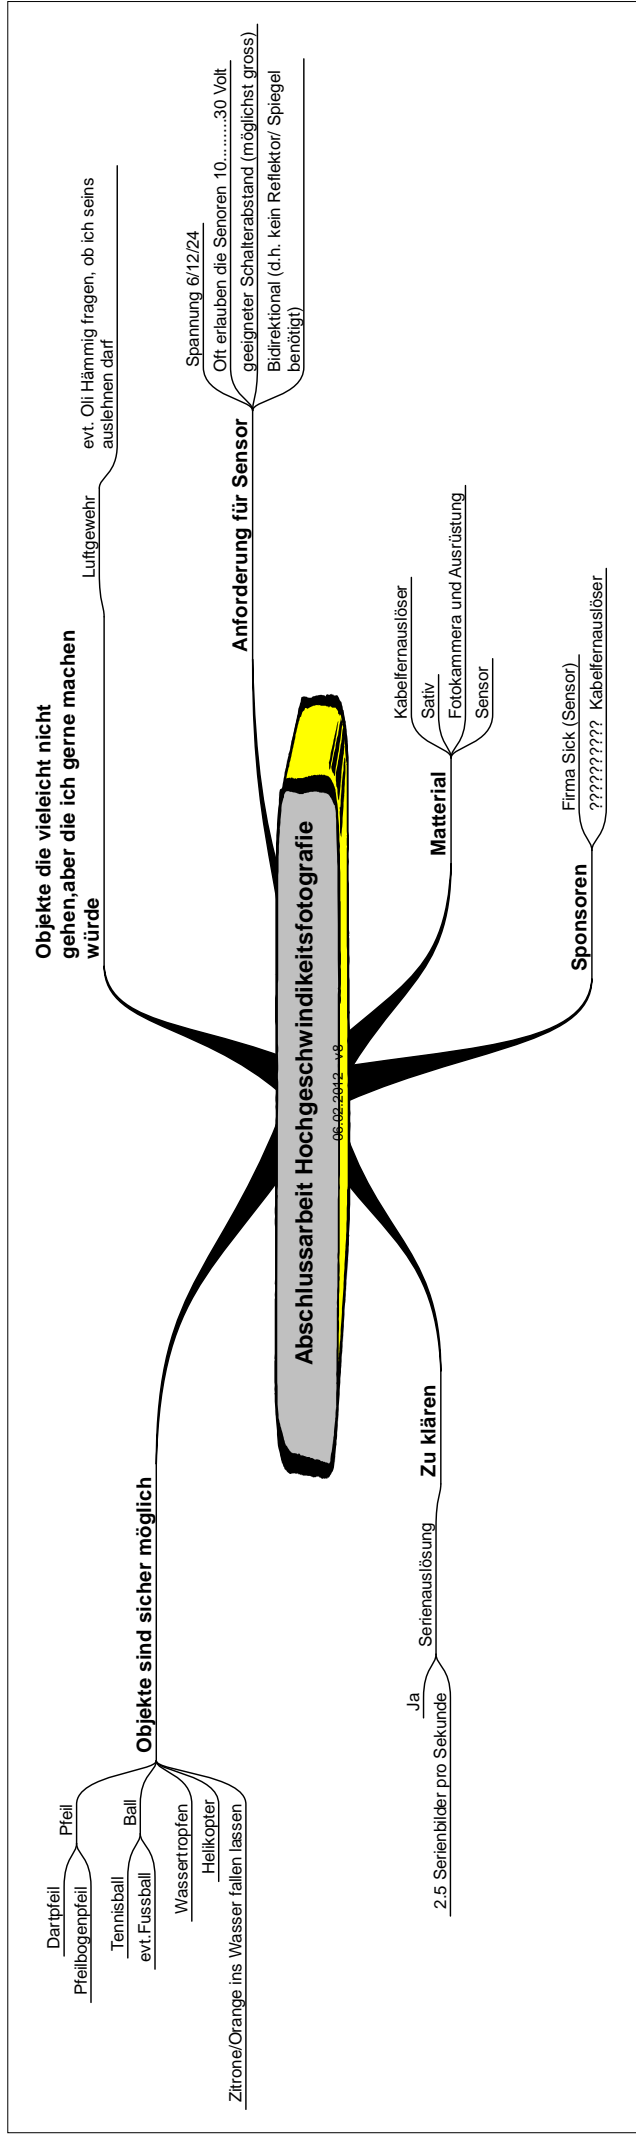 Abschlussarbeit Hochgeschwindikeitsfotografie
06.02.2012 - v8
Objekte die vieleicht nicht
gehen,aber die ich gerne machen
würde
Luftgewehr
evt. Oli Hämmig fragen, ob ich seins
auslehnen darf
Anforderung für Sensor
Spannung 6/12/24
Oft erlauben die Senoren 10.........30 Volt
geeigneter Schalterabstand (möglichst gross)
Bidirektional (d.h. kein Reflektor/ Spiegel
benötigt)
Matterial
Kabelfernauslöser
Sativ
Fotokammera und Ausrüstung
Sensor
Sponsoren
Firma Sick (Sensor)
?????????? Kabelfernauslöser
Zu klären
Serienauslösung
Ja
2.5 Serienbilder pro Sekunde
Objekte sind sicher möglich
Pfeil
Dartpfeil
Pfeilbogenpfeil
Ball
Tennisball
evt.Fussball
Wassertropfen
Helikopter
Zitrone/Orange ins Wasser fallen lassen